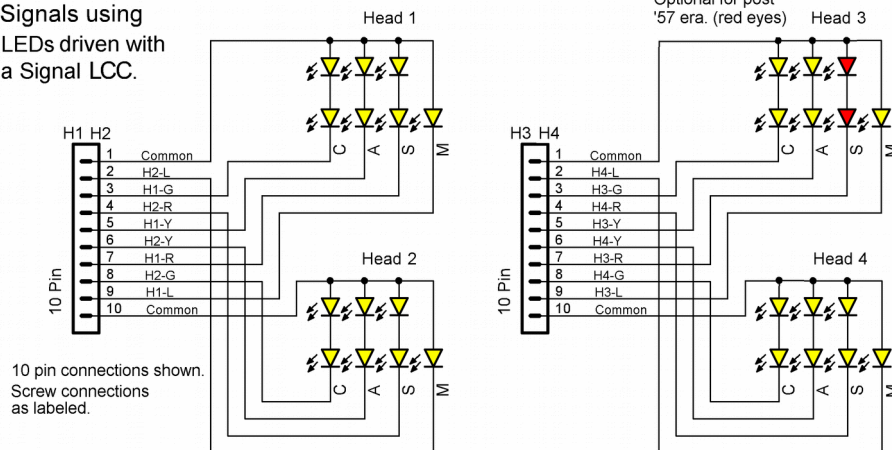 Signals using
LEDs driven with
a Signal LCC.
Optional for post
'57 era. (red eyes)
Head 1
C A S M
H1 H2
10 Pin
1 Common
2 H2-L
3 H1-G
4 H2-R
5 H1-Y
6 H2-Y
7 H1-R
8 H2-G
9 H1-L
10 Common
Head 2
C A S M
10 pin connections shown.
Screw connections
as labeled.
Head 3
C A S M
H3 H4
10 Pin
1 Common
2 H4-L
3 H3-G
4 H4-R
5 H3-Y
6 H4-Y
7 H3-R
8 H4-G
9 H3-L
10 Common
Head 4
C A S M